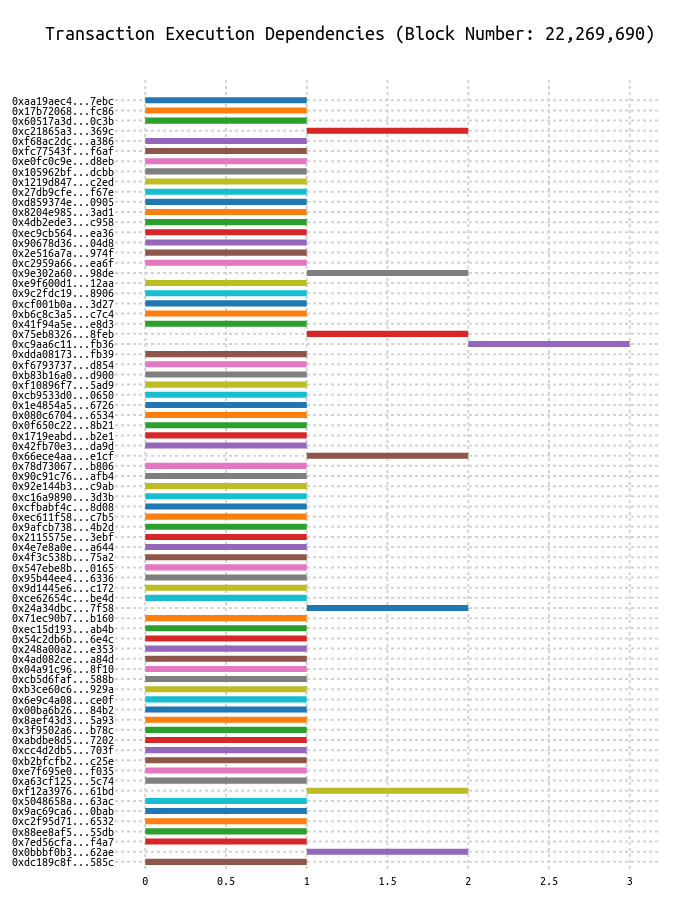 Transaction Execution Dependencies (Block Number: 22,269,690)
0xaa19aec4...7ebc
0x17b72068...fc86
0x60517a3d...0c3b
0xc21865a3...369c
0xf68ac2dc...a386
0xfc77543f...f6af
0xe0fc0c9e...d8eb
0x105962bf...dcbb
0x1219d847...c2ed
0x27db9cfe...f67e
0xd859374e...0905
0x8204e985...3ad1
0x4db2ede3...c958
0xec9cb564...ea36
0x90678d36...04d8
0x2e516a7a...974f
0xc2959a66...ea6f
0x9e302a60...98de
0xe9f600d1...12aa
0x9c2fdc19...8906
0xcf001b0a...3d27
0xb6c8c3a5...c7c4
0x41f94a5e...e8d3
0x75eb8326...8feb
0xc9aa6c11...fb36
0xdda08173...fb39
0xf6793737...d854
0xb83b16a0...d900
0xf10896f7...5ad9
0xcb9533d0...0650
0x1e4854a5...6726
0x080c6704...6534
0x0f650c22...8b21
0x1719eabd...b2e1
0x42fb70e3...da9d
0x66ece4aa...e1cf
0x78d73067...b806
0x90c91c76...afb4
0x92e144b3...c9ab
0xc16a9890...3d3b
0xcfbabf4c...8d08
0xec611f58...c7b5
0x9afcb738...4b2d
0x2115575e...3ebf
0x4e7e8a0e...a644
0x4f3c538b...75a2
0x547ebe8b...0165
0x95b44ee4...6336
0x9d1445e6...c172
0xce62654c...be4d
0x24a34dbc...7f58
0x71ec90b7...b160
0xec15d193...ab4b
0x54c2db6b...6e4c
0x248a00a2...e353
0x4ad082ce...a84d
0x04a91c96...8f10
0xcb5d6faf...588b
0xb3ce60c6...929a
0x6e9c4a08...ce0f
0x00ba6b26...84b2
0x8aef43d3...5a93
0x3f9502a6...b78c
0xabdbe8d5...7202
0xcc4d2db5...703f
0xb2bfcfb2...c25e
0xe7f695e0...f035
0xa63cf125...5c74
0xf12a3976...61bd
0x5048658a...63ac
0x9ac69ca6...0bab
0xc2f95d71...6532
0x88ee8af5...55db
0x7ed56cfa...f4a7
0x0bbbf0b3...62ae
0xdc189c8f...585c
0 0.5 1 1.5 2 2.5 3